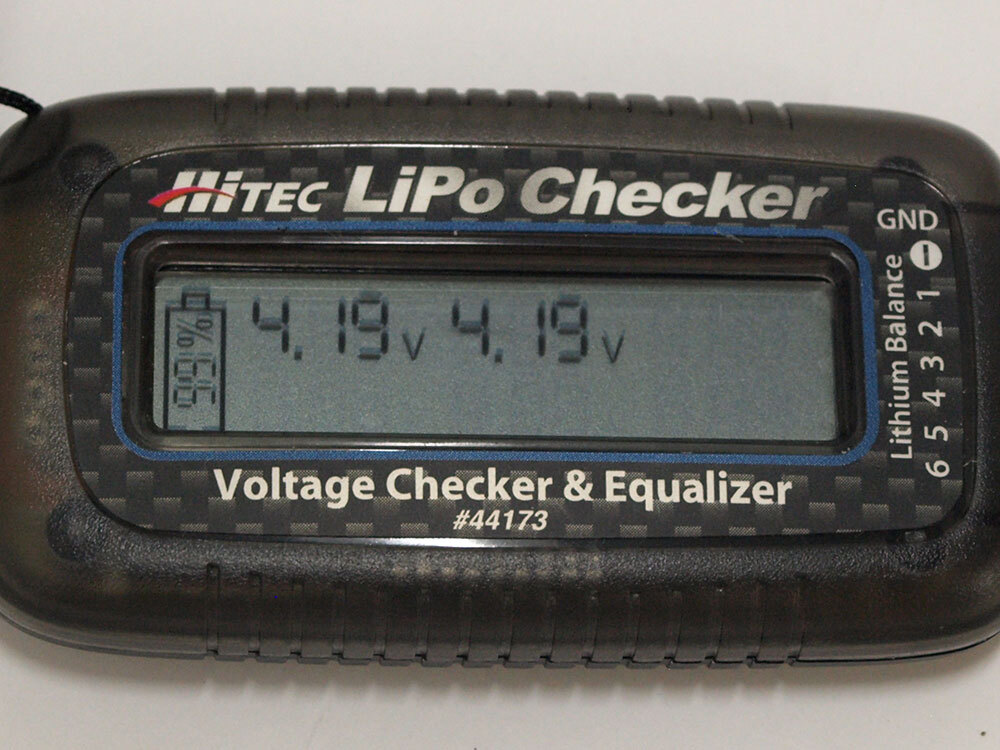 HiTEC LiPo Checker
GND
99%
4.19v 4.19v
Lithium Balance
1
2
3
4
5
6
Voltage Checker & Equalizer
#44173